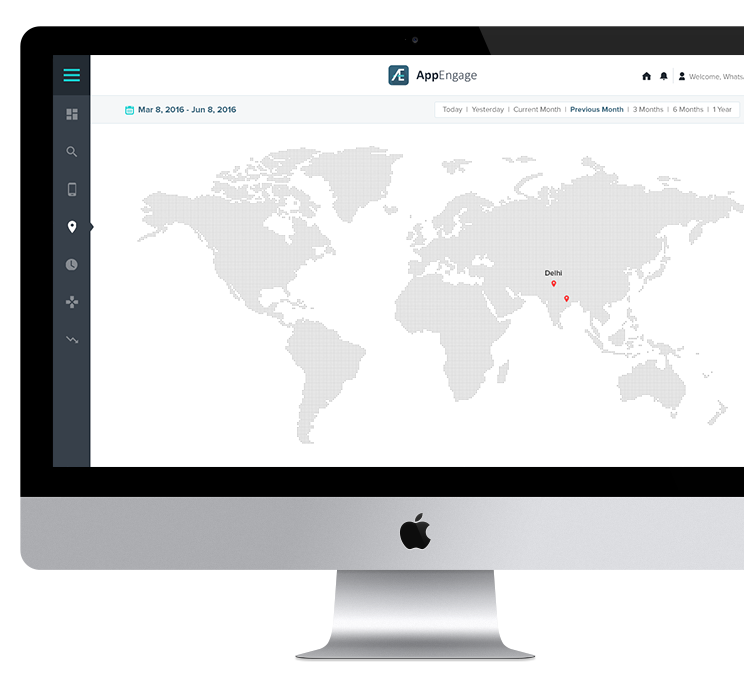 AppEngage
Welcome, Whats
Mar 8, 2016 - Jun 8, 2016
Today | Yesterday | Current Month | Previous Month | 3 Months | 6 Months | 1 Year
Delhi